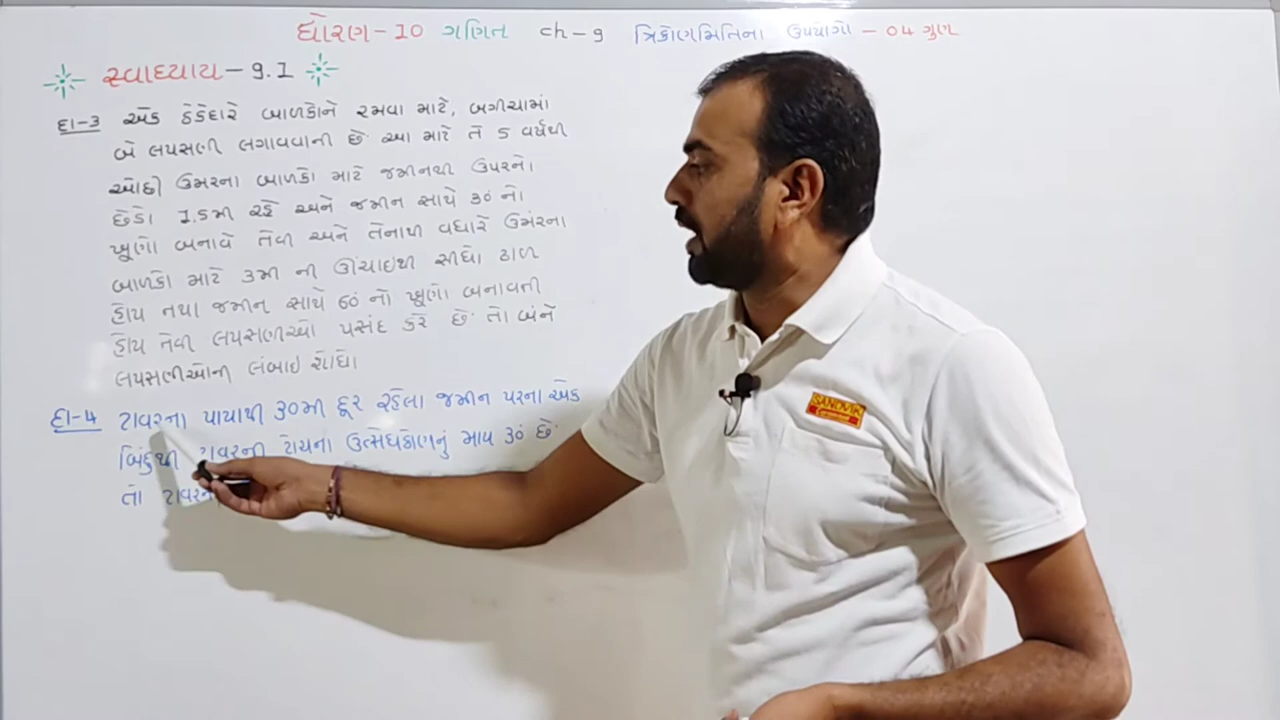 ધોરણ-10 ગણિત ch-9 ત્રિકોણમિતિના ઉપયોગો - 04 ગુણ
સ્વાધ્યાય-9.1
દા-3 એક ઠેકેદારે બાળકોને રમવા માટે, બગીચામાં
બે લપસણી લગાવવાની છે. આ માટે તે 5 વર્ષથી
ઓછી ઉંમરના બાળકો માટે જમીનથી ઉપરનો
છેડો 1.5મી રહે અને જમીન સાથે 30 નો
ખૂણો બનાવે તેવી અને તેનાથી વધારે ઉંમરના
બાળકો માટે 3મી ની ઊંચાઇથી સીધો ઢાળ
હોય તથા જમીન સાથે 60 નો ખૂણો બનાવતી
હોય તેવી લપસણીઓ પસંદ કરે છે તો બંને
લપસણીઓની લંબાઇ શોધો
દા-4 ટાવરના પાયાથી 30મી દૂર રહેલા જમીન પરના એક
બિંદુથી ટાવરની ટોચના ઉત્સેધકોણનું માપ 30 છે
તો
SANDVIK